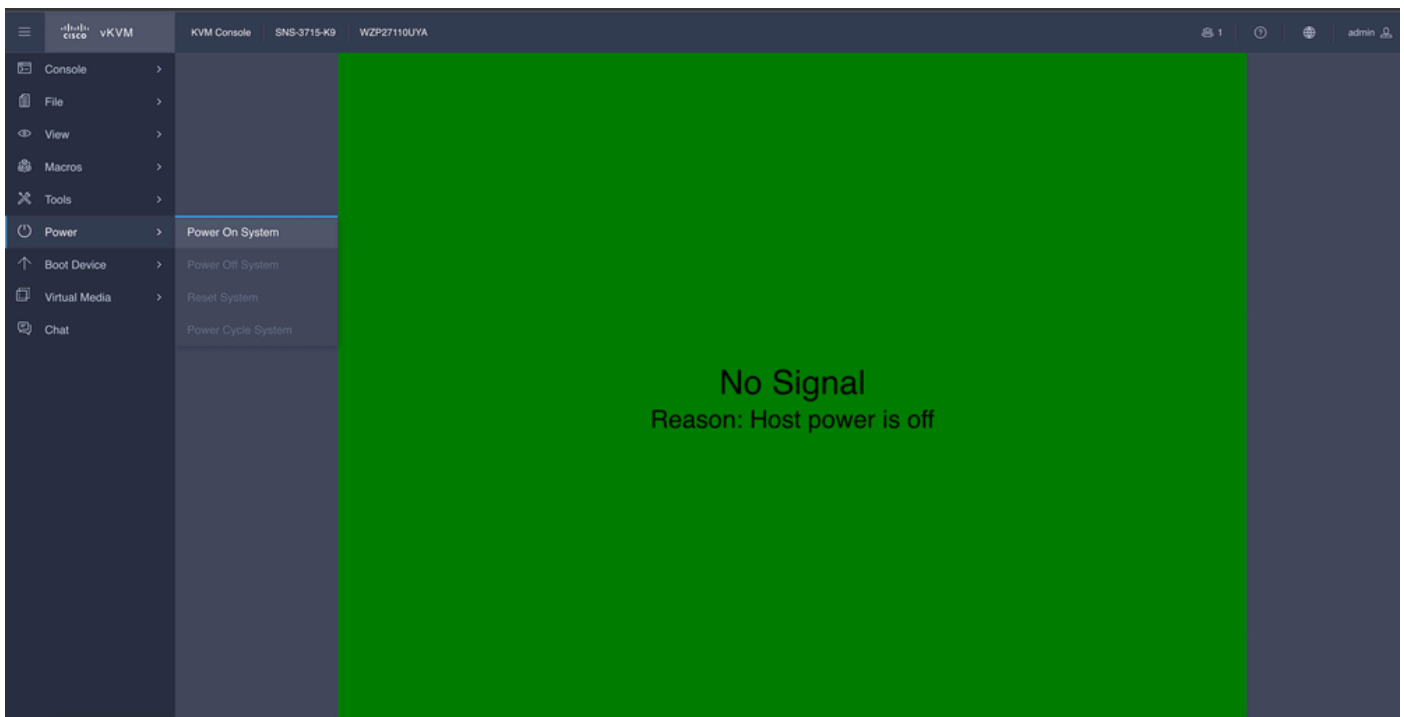 cisco vKVM KVM Console SNS-3715-K9 WZP27110UYA 1 admin
Console
File
View
Macros
Tools
Power
Power On System
Boot Device
Power Off System
Virtual Media
Reset System
Chat
Power Cycle System
No Signal
Reason: Host power is off